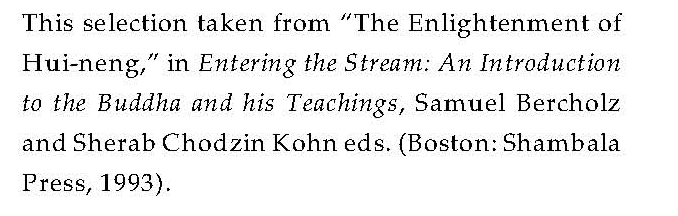 This selection taken from “The Enlightenment of
Hui-neng,” in Entering the Stream: An Introduction
to the Buddha and his Teachings, Samuel Bercholz
and Sherab Chodzin Kohn eds. (Boston: Shambala
Press, 1993).